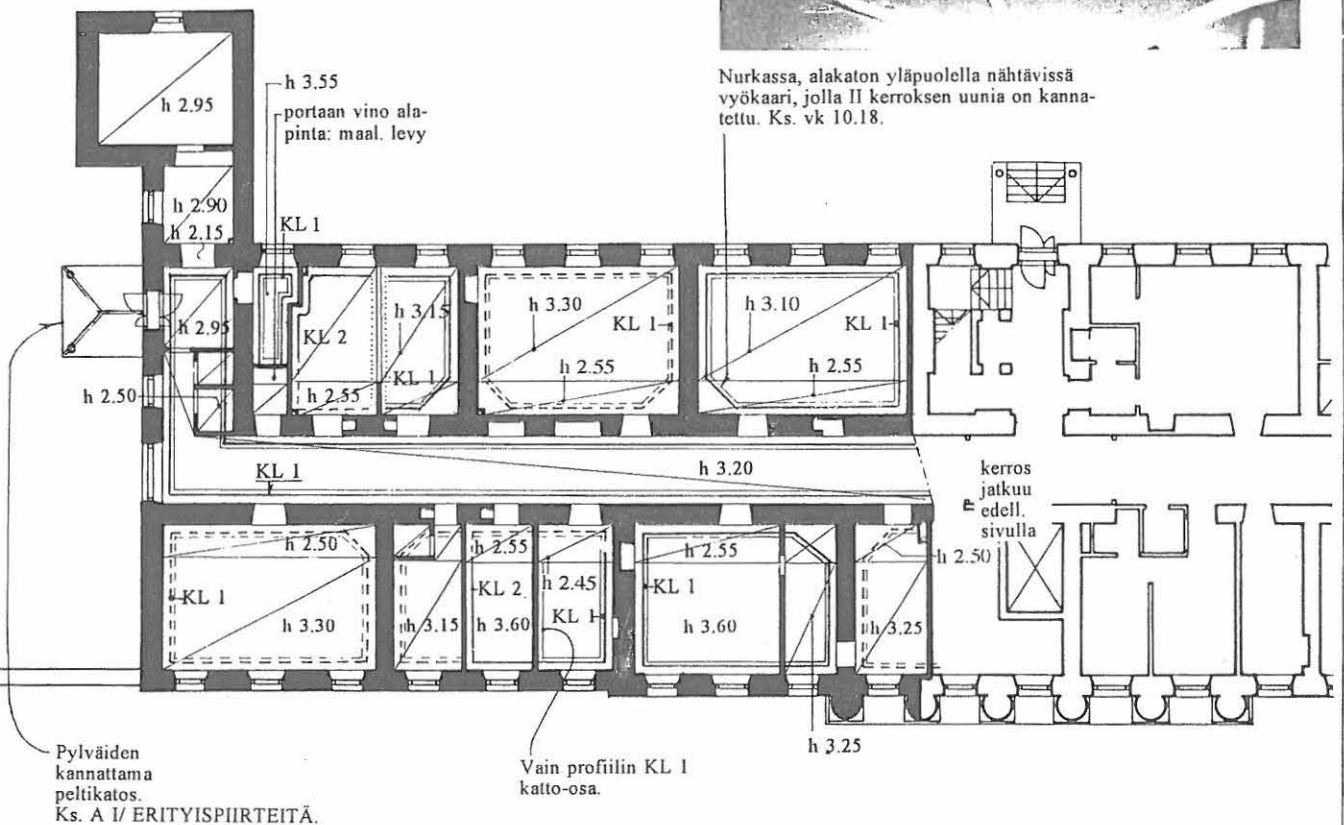 Nurkassa, alakaton yläpuolella nähtävissä
vyökaari, jolla II kerroksen uunia on kanna-
tettu. Ks. vk 10.18.
h 3.55
portaan vino ala-
pinta: maal. levy
h 2.95
h 2.90
h 2.15
KL 1
h 2.95
KL 2
h 3.15
h 3.30
KL 1
h 3.10
KL 1
h 2.50
h 2.55
KL 1
h 2.55
h 2.55
KL 1
h 3.20
kerros
jatkuu
edell.
sivulla
h 2.50
h 2.55
h 2.55
h 2.50
KL 1
KL 2
h 2.45
KL 1
KL 1
h 3.30
h 3.15
h 3.60
h 3.60
h 3.25
h 3.25
Pylväiden
kannattama
peltikatos.
Ks. A I/ ERITYISPIIRTEITÄ.
Vain profiilin KL 1
katto-osa.